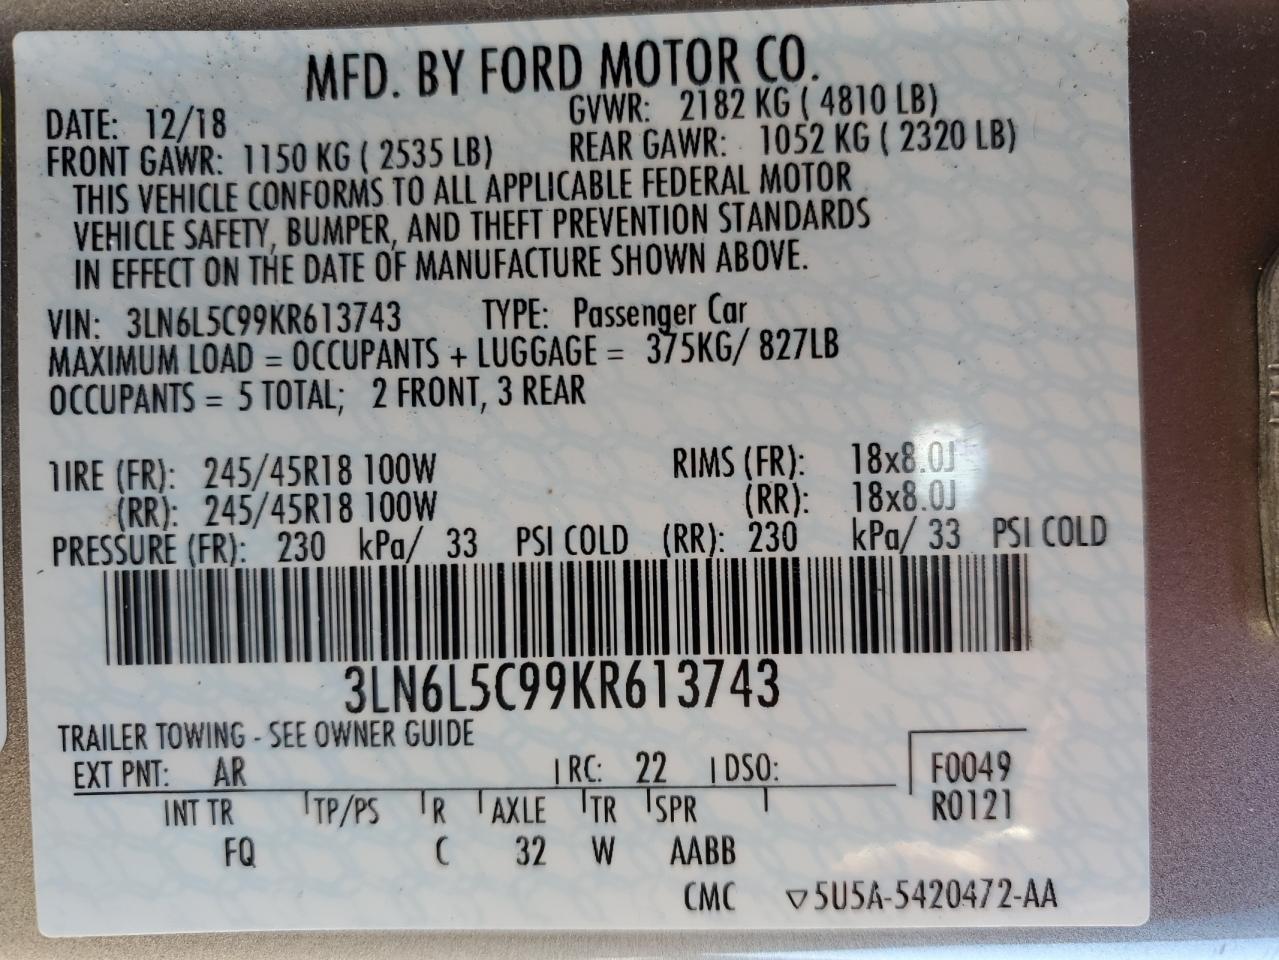 MFD. BY FORD MOTOR CO.
DATE: 12/18 GVWR: 2182 KG ( 4810 LB)
FRONT GAWR: 1150 KG ( 2535 LB) REAR GAWR: 1052 KG ( 2320 LB)
THIS VEHICLE CONFORMS TO ALL APPLICABLE FEDERAL MOTOR
VEHICLE SAFETY, BUMPER, AND THEFT PREVENTION STANDARDS
IN EFFECT ON THE DATE OF MANUFACTURE SHOWN ABOVE.
VIN: 3LN6L5C99KR613743 TYPE: Passenger Car
MAXIMUM LOAD = OCCUPANTS + LUGGAGE = 375KG/ 827LB
OCCUPANTS = 5 TOTAL; 2 FRONT, 3 REAR
TIRE (FR): 245/45R18 100W RIMS (FR): 18x8.0J
(RR): 245/45R18 100W (RR): 18x8.0J
PRESSURE (FR): 230 kPa/ 33 PSI COLD (RR): 230 kPa/ 33 PSI COLD
3LN6L5C99KR613743
TRAILER TOWING - SEE OWNER GUIDE
EXT PNT: AR RC: 22 DSO: F0049
INT TR TP/PS R AXLE TR SPR R0121
FQ C 32 W AABB
CMC ▽5U5A-5420472-AA